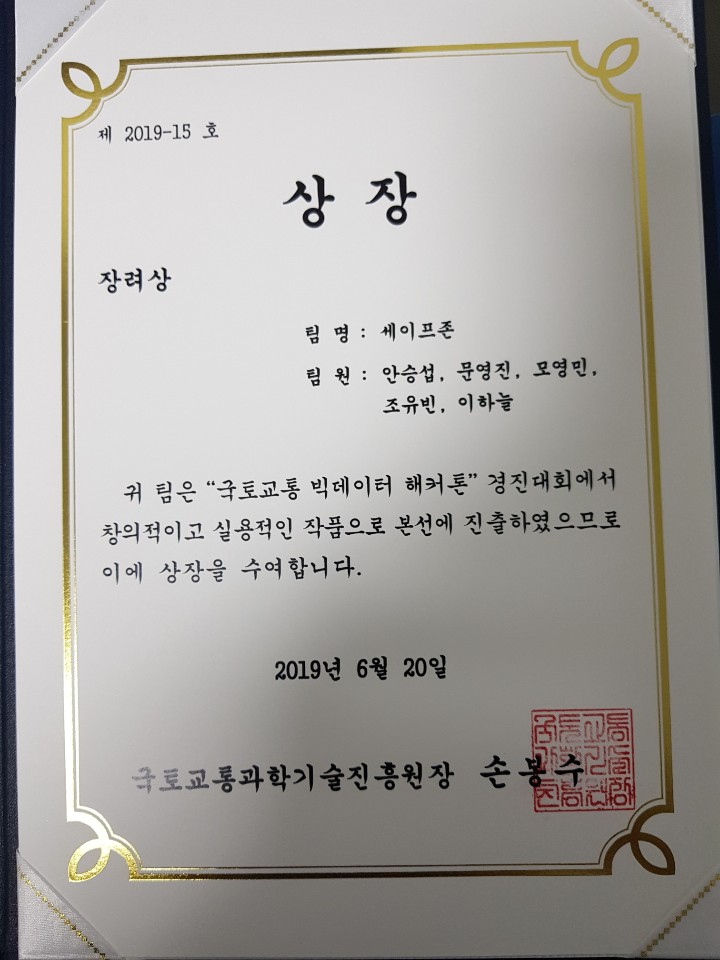 제 2019-15 호
상 장
장려상
팀 명 : 세이프존
팀 원 : 안승섭, 문영진, 모영민,
조유빈, 이하늘
귀 팀은 “국토교통 빅데이터 해커톤” 경진대회에서
창의적이고 실용적인 작품으로 본선에 진출하였으므로
이에 상장을 수여합니다.
2019년 6월 20일
국토교통과학기술진흥원장 손봉수